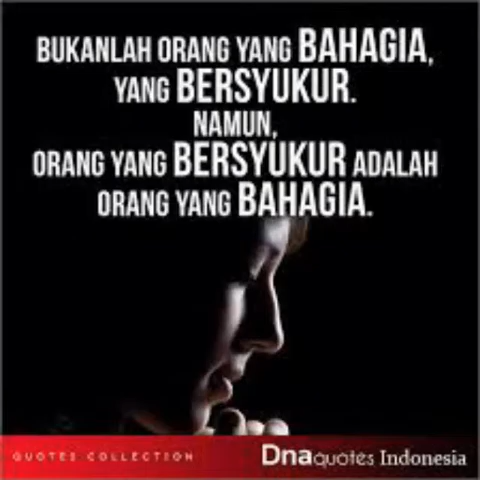 BUKANLAH ORANG YANG BAHAGIA,
YANG BERSYUKUR.
NAMUN,
ORANG YANG BERSYUKUR ADALAH
ORANG YANG BAHAGIA.
QUOTES COLLECTION
Dnaquotes Indonesia